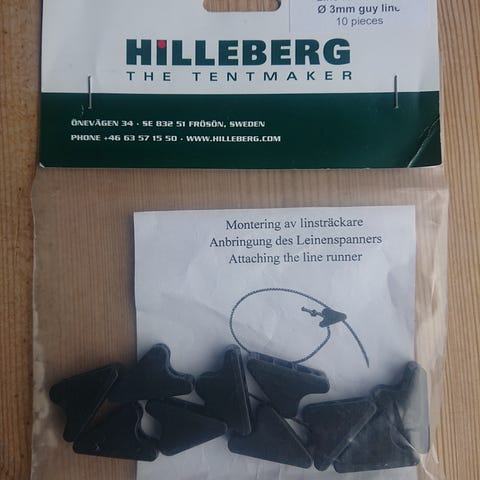 Ø 3mm guy line
10 pieces
HILLEBERG
THE TENTMAKER
ÖNEVÄGEN 34 · SE 832 51 FRÖSÖN, SWEDEN
PHONE +46 63 57 15 50 · WWW.HILLEBERG.COM
Montering av linsträckare
Anbringung des Leinenspanners
Attaching the line runner